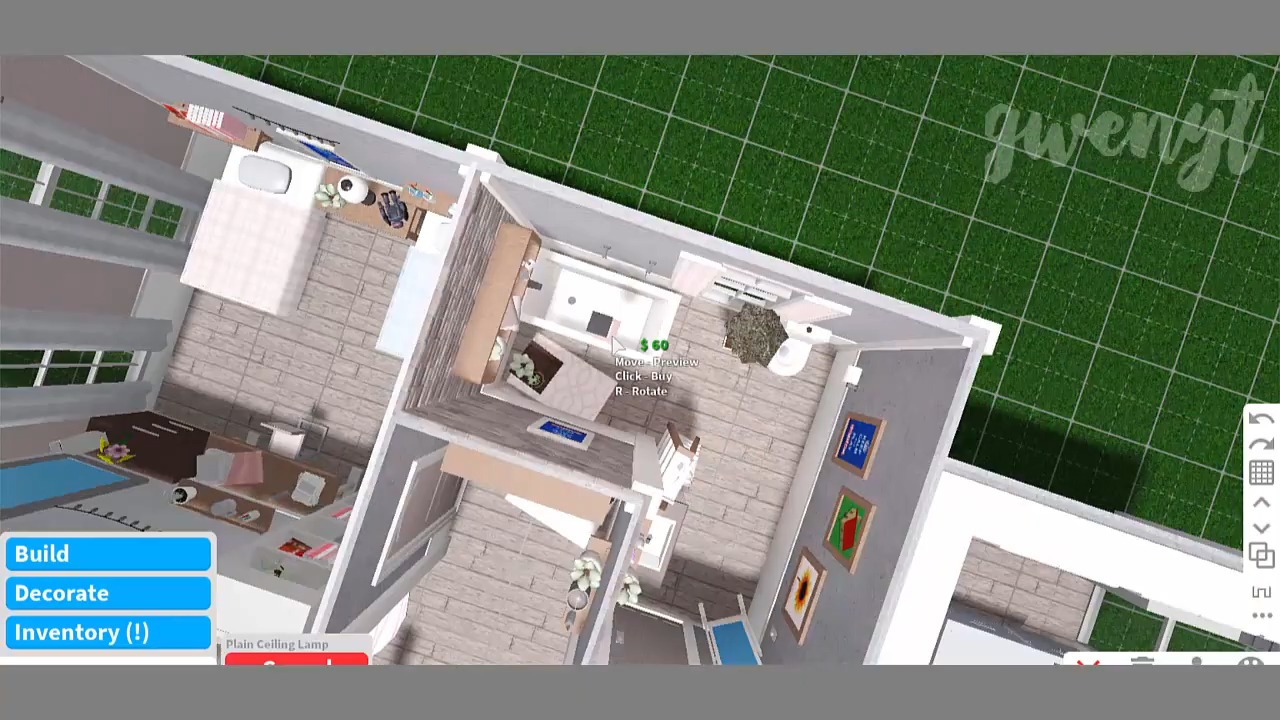 gwenyt
$ 60
Move - Preview
Click - Buy
R - Rotate
Build
Decorate
Inventory (!)
Plain Ceiling Lamp